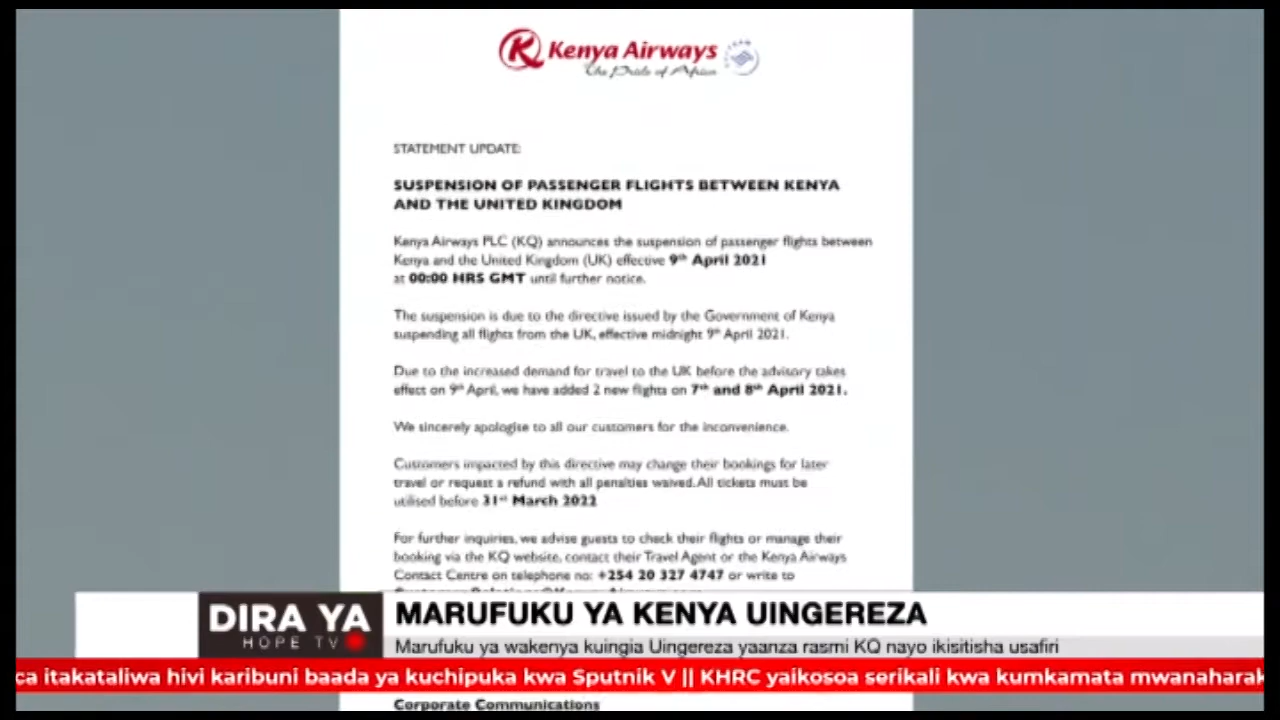 Kenya Airways
The Pride of Africa
STATEMENT UPDATE:
SUSPENSION OF PASSENGER FLIGHTS BETWEEN KENYA
AND THE UNITED KINGDOM
Kenya Airways PLC (KQ) announces the suspension of passenger flights between
Kenya and the United Kingdom (UK) effective 9th April 2021
at 00:00 HRS GMT until further notice.
The suspension is due to the directive issued by the Government of Kenya
suspending all flights from the UK, effective midnight 9th April 2021.
Due to the increased demand for travel to the UK before the advisory takes
effect on 9th April, we have added 2 new flights on 7th and 8th April 2021.
We sincerely apologise to all our customers for the inconvenience.
Customers impacted by this directive may change their bookings for later
travel or request a refund with all penalties waived. All tickets must be
utilised before 31st March 2022
For further inquiries, we advise guests to check their flights or manage their
booking via the KQ website, contact their Travel Agent or the Kenya Airways
Contact Centre on telephone no: +254 20 327 4747 or write to
DIRA YA
HOPE TV
MARUFUKU YA KENYA UINGEREZA
Marufuku ya wakenya kuingia Uingereza yaanza rasmi KQ nayo ikisitisha usafiri
ca itakataliwa hivi karibuni baada ya kuchipuka kwa Sputnik V || KHRC yaikosoa serikali kwa kumkamata mwanaharak
Corporate Communications